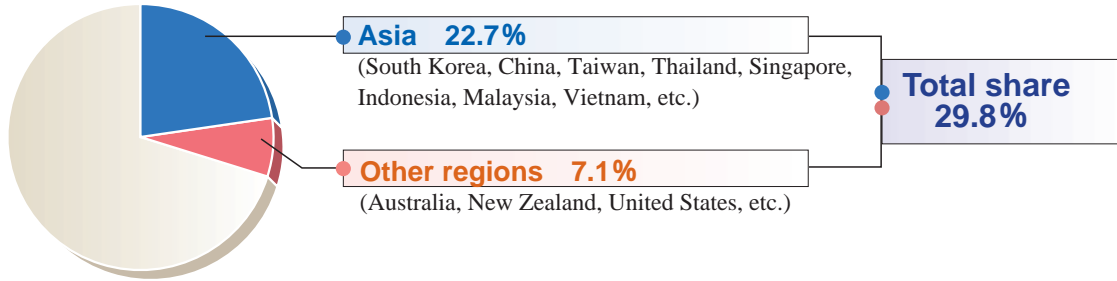 Asia 22.7%
(South Korea, China, Taiwan, Thailand, Singapore,
Indonesia, Malaysia, Vietnam, etc.)
Total share
29.8%
Other regions 7.1%
(Australia, New Zealand, United States, etc.)